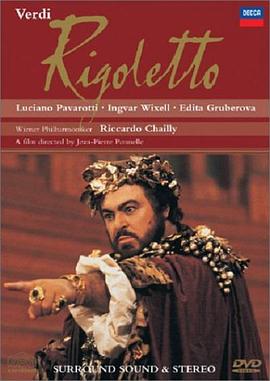 DECCA
Verdi
Rigoletto
Luciano Pavarotti • Ingvar Wixell • Edita Gruberova
Wiener Philharmoniker Riccardo Chailly
A film directed by Jean-Pierre Ponnelle
SURROUND SOUND & STEREO
DVD
VIDEO